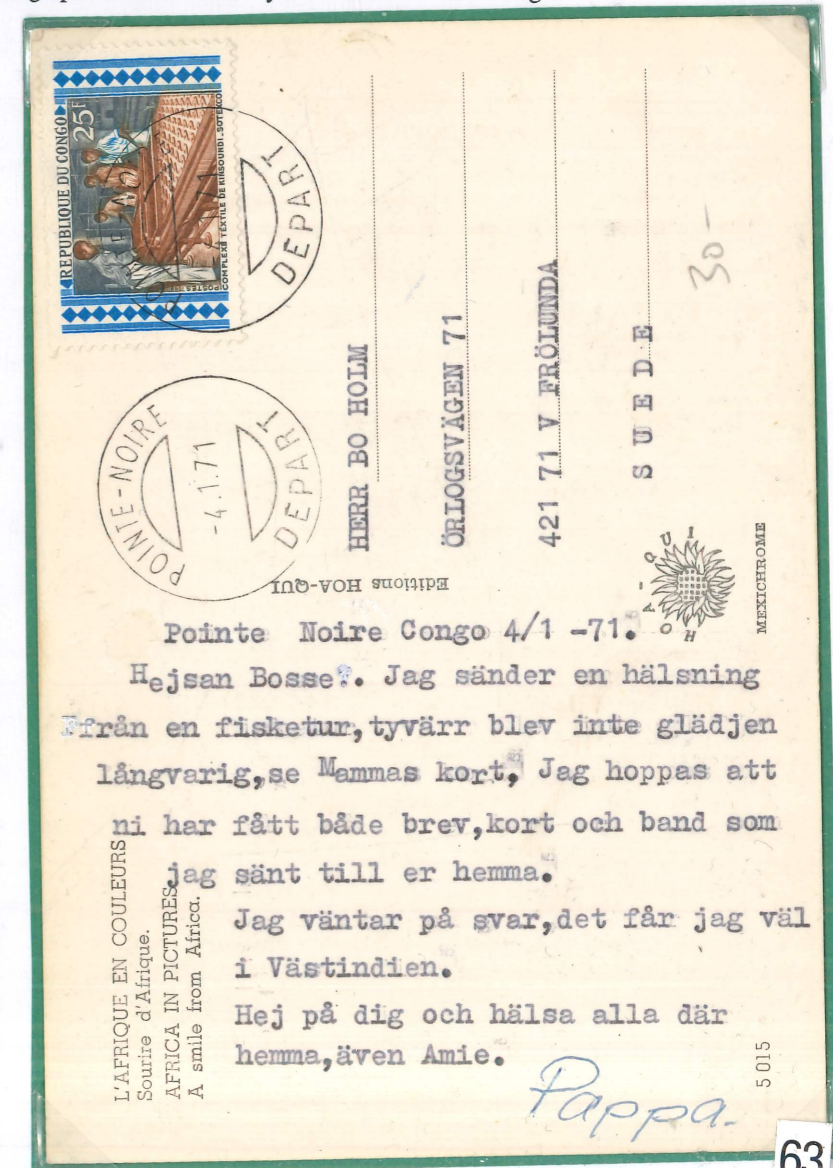 REPUBLIQUE DU CONGO
25F
POSTES
COMPLEXE TEXTILE DE KINSOUNDI. SOTEXCO
DEPART
POINTE-NOIRE
-4.1.71
DEPART
HERR BO HOLM
ÖRLOGSVÄGEN 71
421 71 V FRÖLUNDA
S U E D E
30-
Editions HOA-QUI
HOA-QUI
MEXICHROME
Pointe Noire Congo 4/1 -71.
Hejsan Bosse. Jag sänder en hälsning
från en fisketur,tyvärr blev inte glädjen
långvarig,se Mammas kort, Jag hoppas att
ni har fått både brev,kort och band som
jag sänt till er hemma.
Jag väntar på svar,det får jag väl
i Västindien.
Hej på dig och hälsa alla där
hemma,även Amie.
Pappa.
L'AFRIQUE EN COULEURS
Sourire d'Afrique.
AFRICA IN PICTURES
A smile from Africa.
5015
63